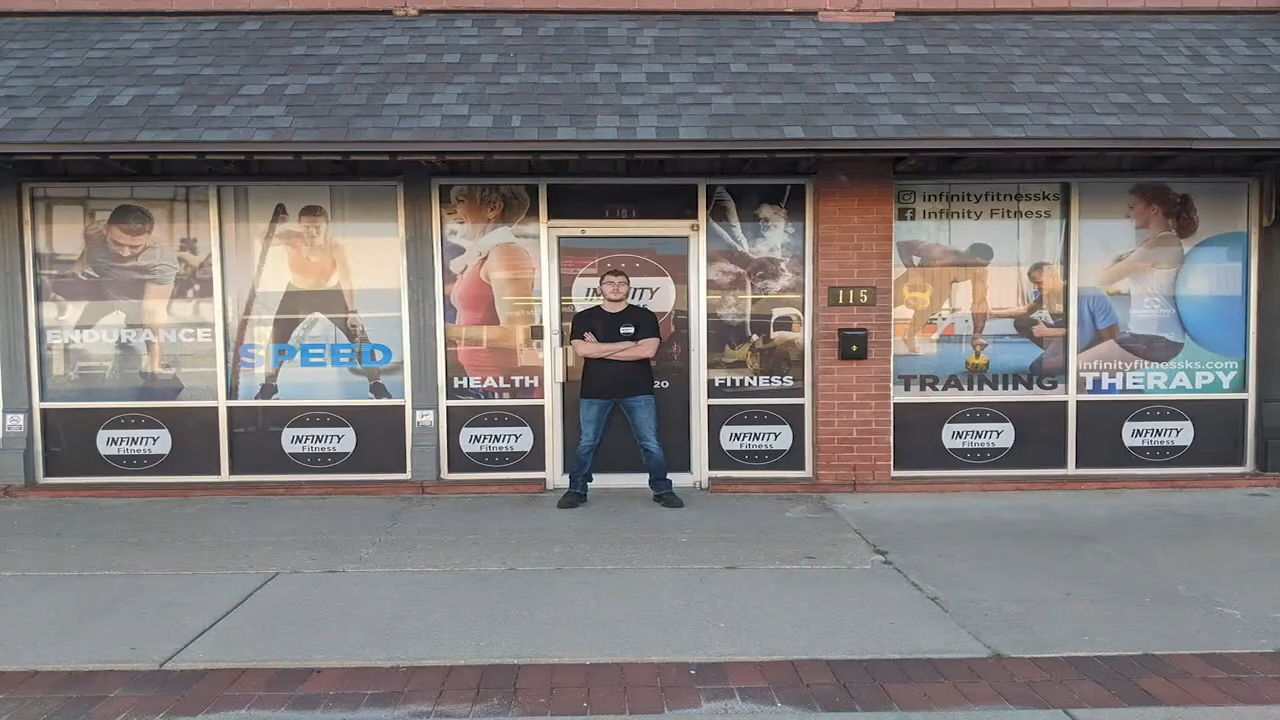 infinityfitnessks
Infinity Fitness
INFINITY
115
ENDURANCE
SPEED
HEALTH
20
FITNESS
TRAINING
infinityfitnessks.com
THERAPY
INFINITY
Fitness
INFINITY
Fitness
INFINITY
Fitness
INFINITY
Fitness
INFINITY
Fitness
INFINITY
Fitness